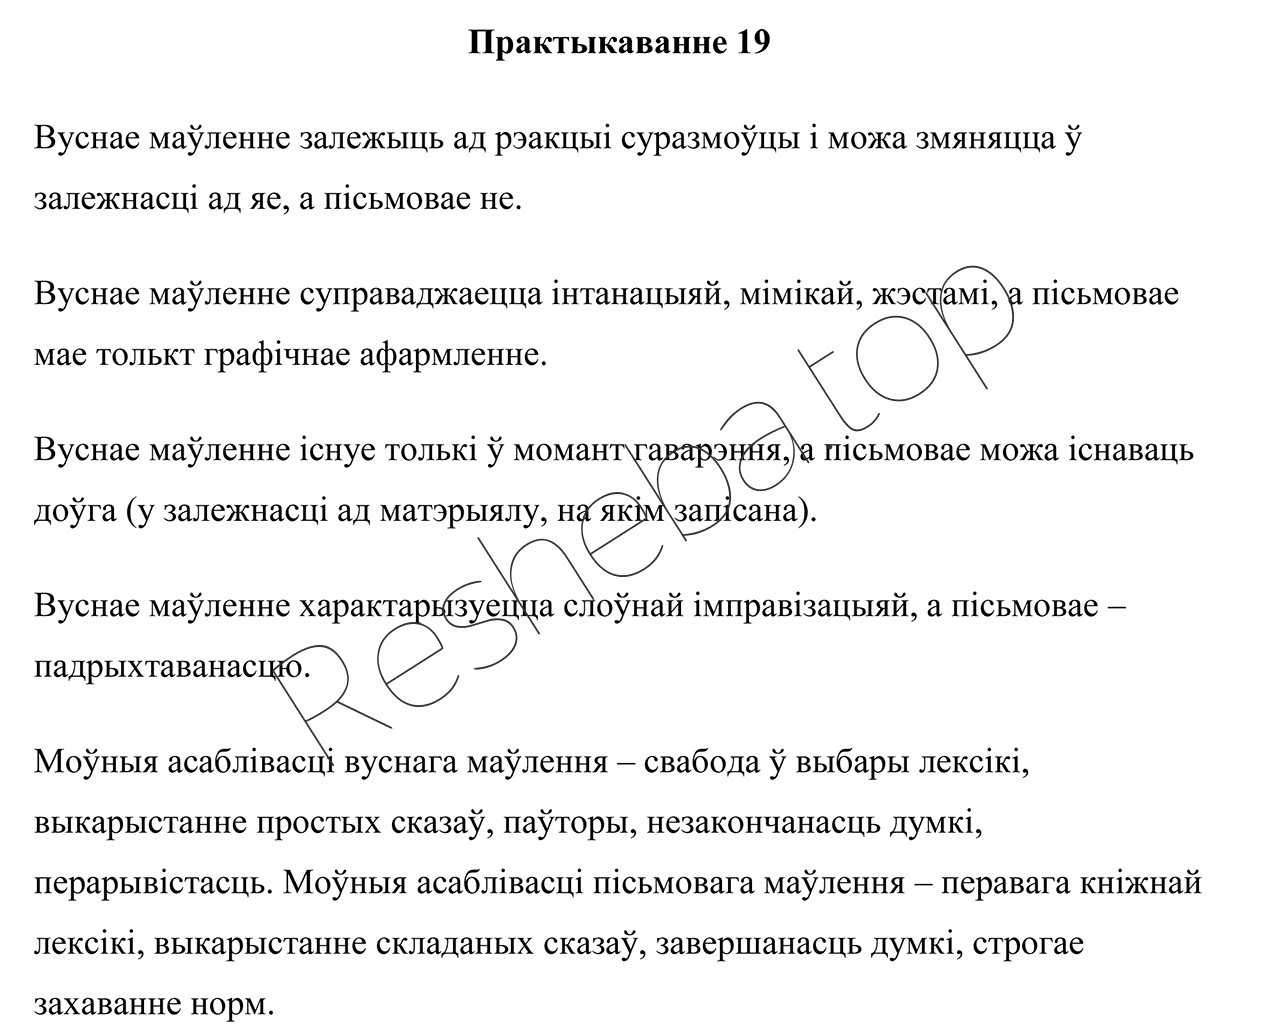 Практыкаванне 19
Вуснае маўленне залежыць ад рэакцыі суразмоўцы і можа змяняцца ў
залежнасці ад яе, а пісьмовае не.
Вуснае маўленне суправаджаецца інтанацыяй, мімікай, жэстамі, а пісьмовае
мае толькт графічнае афармленне.
Вуснае маўленне існуе толькі ў момант гаварэння, а пісьмовае можа існаваць
доўга (у залежнасці ад матэрыялу, на якім запісана).
Вуснае маўленне характарызуецца слоўнай імправізацыяй, а пісьмовае –
падрыхтаванасцю.
Моўныя асаблівасці вуснага маўлення – свабода ў выбары лексікі,
выкарыстанне простых сказаў, паўторы, незакончанасць думкі,
перарывістасць. Моўныя асаблівасці пісьмовага маўлення – перавага кніжнай
лексікі, выкарыстанне складаных сказаў, завершанасць думкі, строгае
захаванне норм.
Resheba top